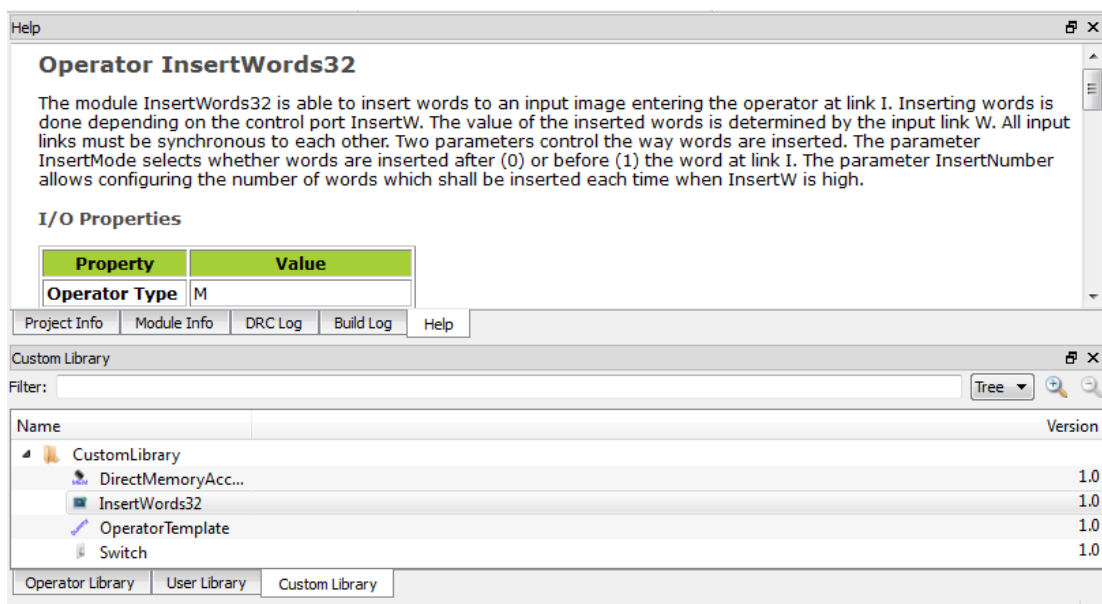 Help
Operator InsertWords32
The module InsertWords32 is able to insert words to an input image entering the operator at link I. Inserting words is
done depending on the control port InsertW. The value of the inserted words is determined by the input link W. All input
links must be synchronous to each other. Two parameters control the way words are inserted. The parameter
InsertMode selects whether words are inserted after (0) or before (1) the word at link I. The parameter InsertNumber
allows configuring the number of words which shall be inserted each time when InsertW is high.
I/O Properties
Property Value
Operator Type M
Project Info Module Info DRC Log Build Log Help
Custom Library
Filter: Tree
Name Version
CustomLibrary
DirectMemoryAcc... 1.0
InsertWords32 1.0
OperatorTemplate 1.0
Switch 1.0
Operator Library User Library Custom Library